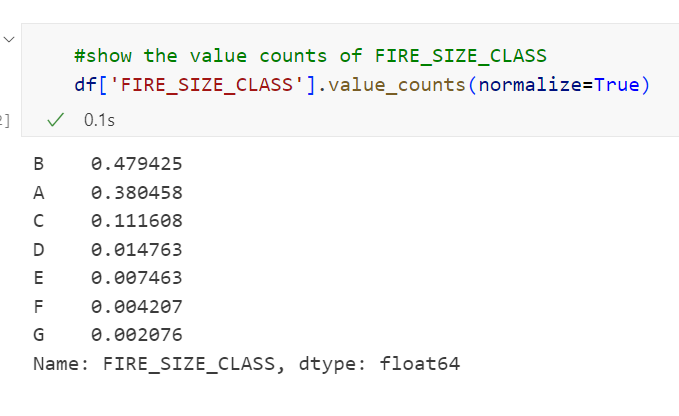 #show the value counts of FIRE_SIZE_CLASS
df['FIRE_SIZE_CLASS'].value_counts(normalize=True)
]
0.1s
B 0.479425
A 0.380458
C 0.111608
D 0.014763
E 0.007463
F 0.004207
G 0.002076
Name: FIRE_SIZE_CLASS, dtype: float64